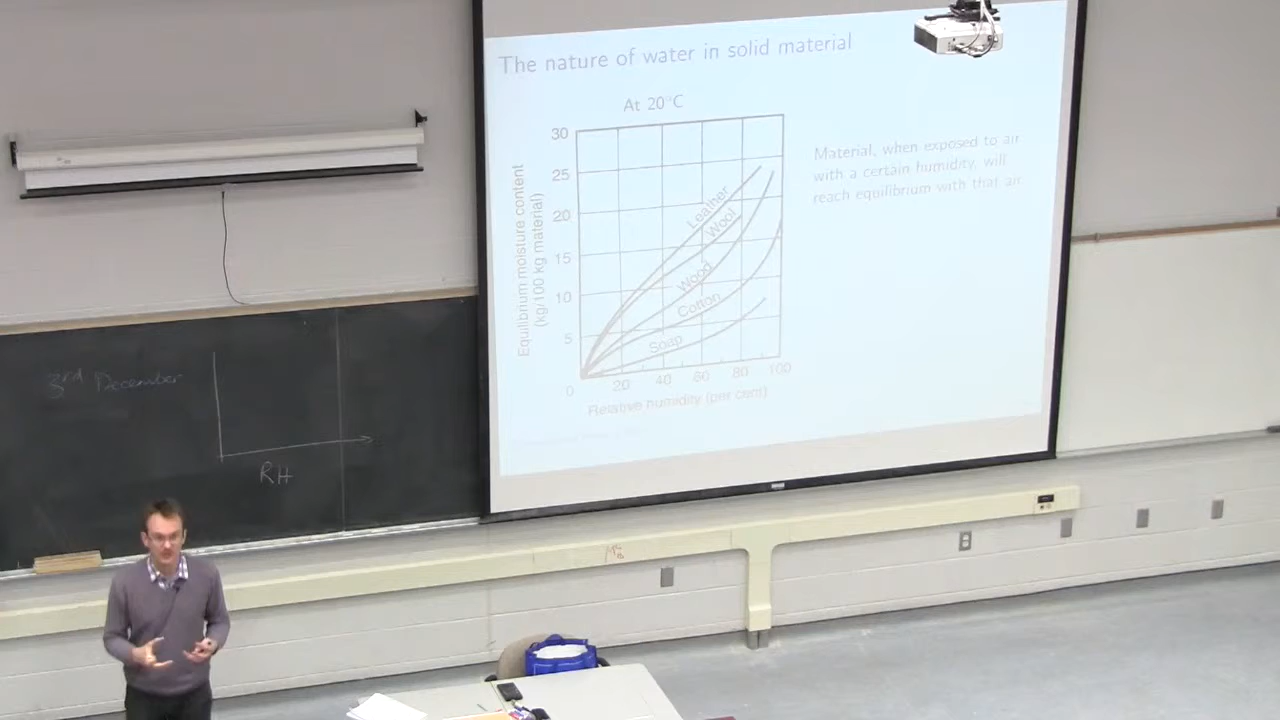 The nature of water in solid material
At 20°C
30
25
20
15
10
5
0
20 40 60 80 100
Equilibrium moisture content
(kg/100 kg material)
Relative humidity (per cent)
Leather
Wool
Wood
Cotton
Soap
Material, when exposed to air
with a certain humidity, will
reach equilibrium with that air
3rd December
RH